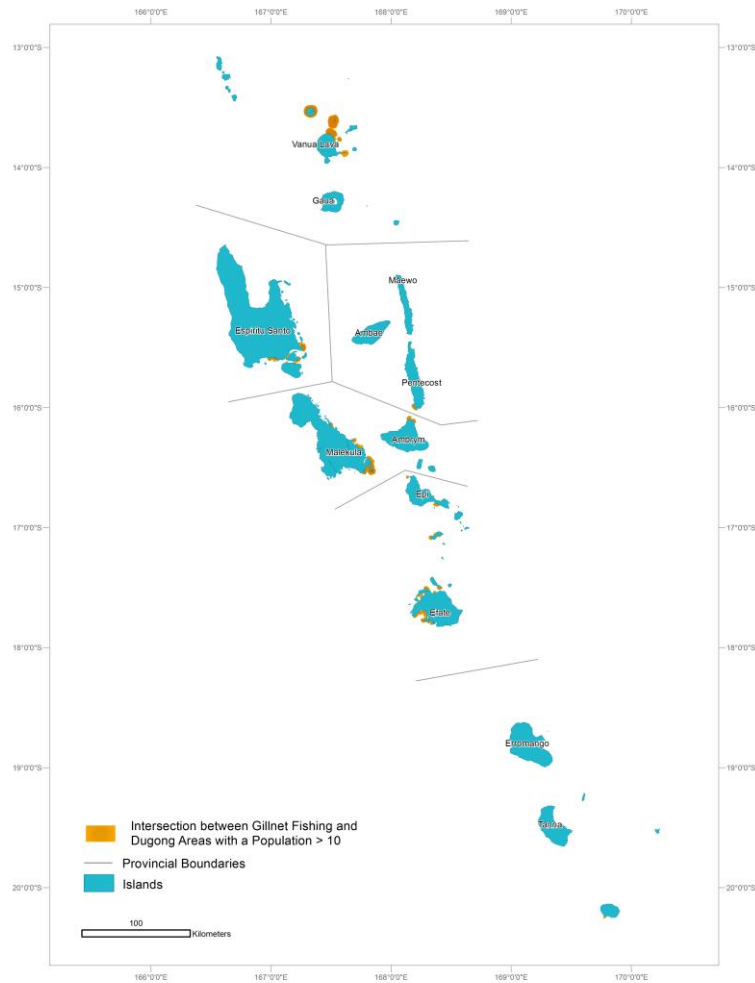 166°0'0"E 167°0'0"E 168°0'0"E 169°0'0"E 170°0'0"E
13°0'0"S 13°0'0"S
Vanua Lava
14°0'0"S 14°0'0"S
Gaua
Maewo
15°0'0"S 15°0'0"S
Espiritu Santo
Ambae
Pentecost
16°0'0"S 16°0'0"S
Ambrym
Malekula
Epi
17°0'0"S 17°0'0"S
Efate
18°0'0"S 18°0'0"S
Erromango
19°0'0"S 19°0'0"S
Tanna
Intersection between Gillnet Fishing and
Dugong Areas with a Population > 10
Provincial Boundaries
Islands
20°0'0"S 20°0'0"S
100
Kilometers
166°0'0"E 167°0'0"E 168°0'0"E 169°0'0"E 170°0'0"E